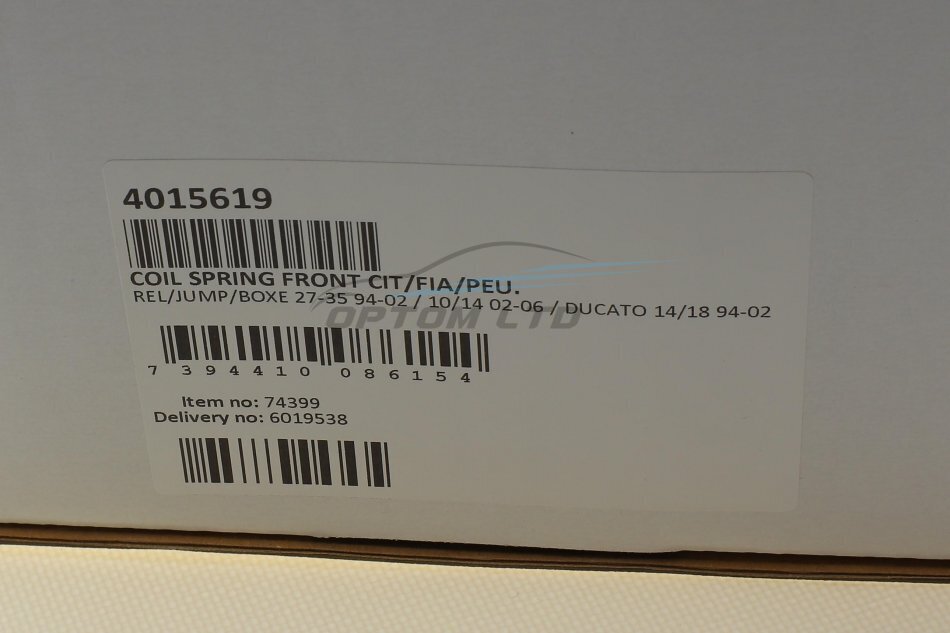 4015619
COIL SPRING FRONT CIT/FIA/PEU.
REL/JUMP/BOXE 27-35 94-02 / 10/14 02-06 / DUCATO 14/18 94-02
OPTOM LTD
7 394410 086154
Item no: 74399
Delivery no: 6019538